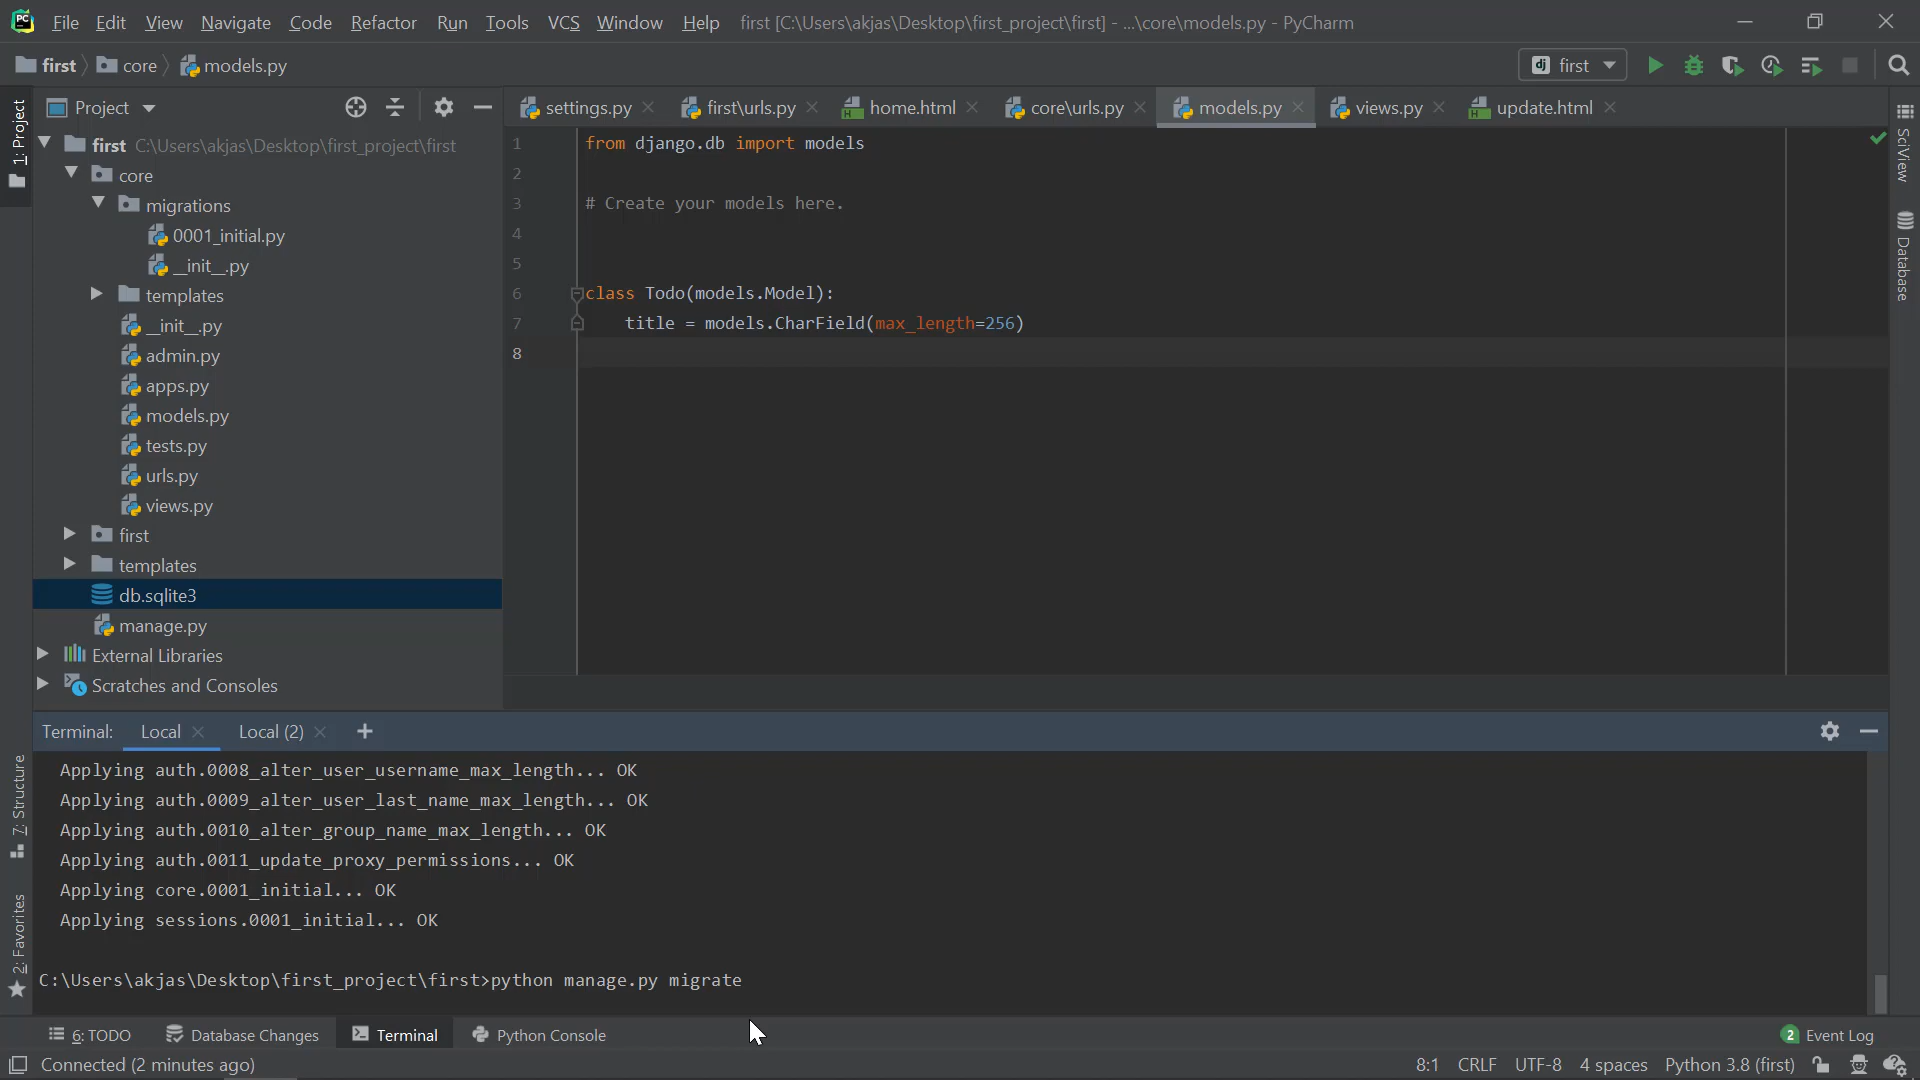 File Edit View Navigate Code Refactor Run Tools VCS Window Help first [C:\Users\akjas\Desktop\first_project\first] - ...\core\models.py - PyCharm
first core models.py
first
1: Project
Project
settings.py first\urls.py home.html core\urls.py models.py views.py update.html
first C:\Users\akjas\Desktop\first_project\first
core
migrations
0001_initial.py
__init__.py
templates
__init__.py
admin.py
apps.py
models.py
tests.py
urls.py
views.py
first
templates
db.sqlite3
manage.py
External Libraries
Scratches and Consoles
1 from django.db import models
2
3 # Create your models here.
4
5
6 class Todo(models.Model):
7 title = models.CharField(max_length=256)
8
SciView
Database
7: Structure
2: Favorites
Terminal: Local Local (2) +
Applying auth.0008_alter_user_username_max_length... OK
Applying auth.0009_alter_user_last_name_max_length... OK
Applying auth.0010_alter_group_name_max_length... OK
Applying auth.0011_update_proxy_permissions... OK
Applying core.0001_initial... OK
Applying sessions.0001_initial... OK
C:\Users\akjas\Desktop\first_project\first>python manage.py migrate
6: TODO Database Changes Terminal Python Console 2 Event Log
Connected (2 minutes ago) 8:1 CRLF UTF-8 4 spaces Python 3.8 (first)